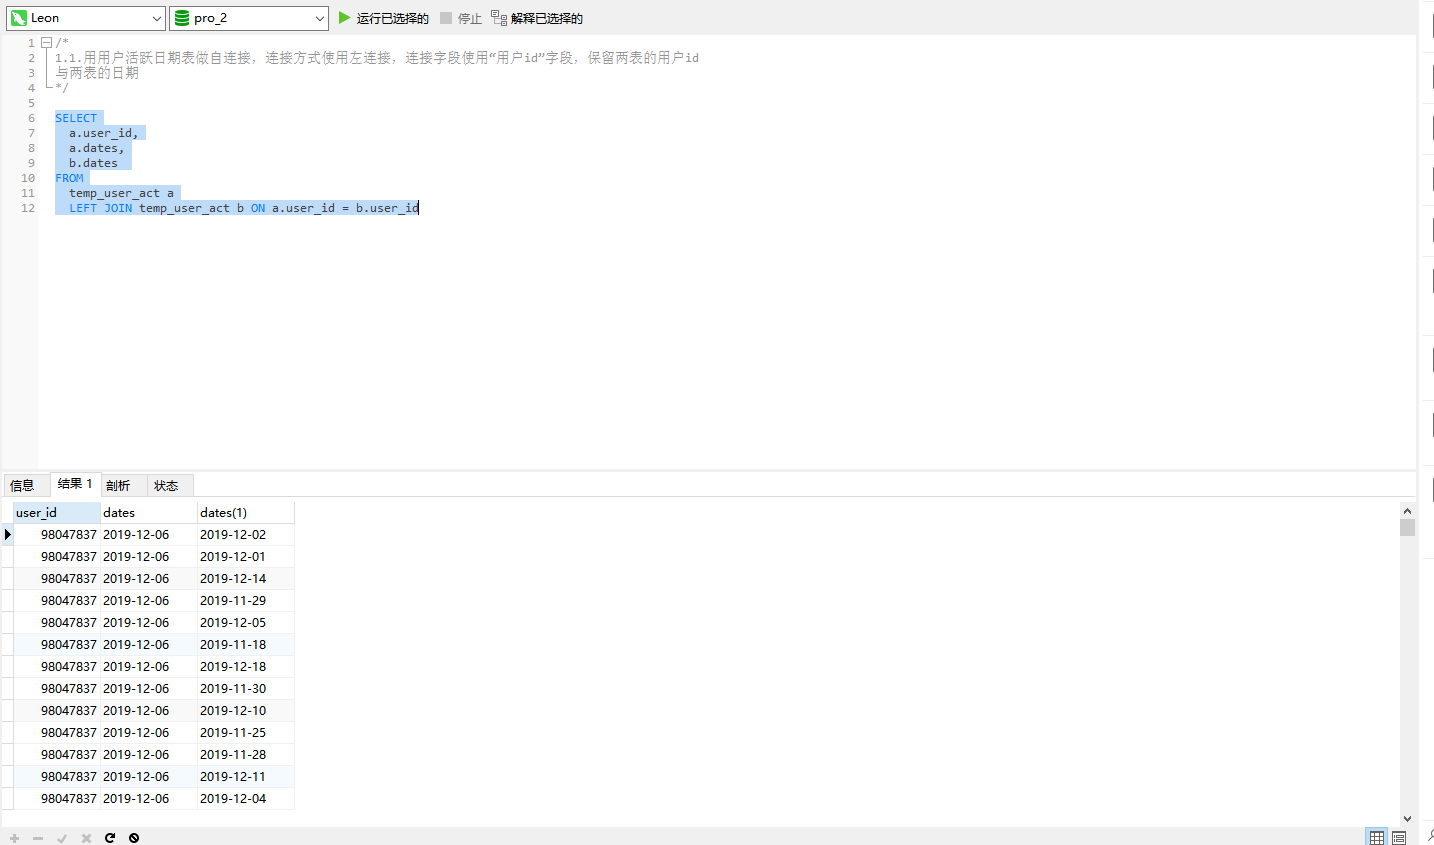 Leon pro_2 运行已选择的 停止 解释已选择的
1 /*
2 1.1.用用户活跃日期表做自连接，连接方式使用左连接，连接字段使用“用户id”字段，保留两表的用户id
3 与两表的日期
4 */
5
6 SELECT
7 a.user_id,
8 a.dates,
9 b.dates
10 FROM
11 temp_user_act a
12 LEFT JOIN temp_user_act b ON a.user_id = b.user_id
信息 结果 1 剖析 状态
user_id dates dates(1)
98047837 2019-12-06 2019-12-02
98047837 2019-12-06 2019-12-01
98047837 2019-12-06 2019-12-14
98047837 2019-12-06 2019-11-29
98047837 2019-12-06 2019-12-05
98047837 2019-12-06 2019-11-18
98047837 2019-12-06 2019-12-18
98047837 2019-12-06 2019-11-30
98047837 2019-12-06 2019-12-10
98047837 2019-12-06 2019-11-25
98047837 2019-12-06 2019-11-28
98047837 2019-12-06 2019-12-11
98047837 2019-12-06 2019-12-04